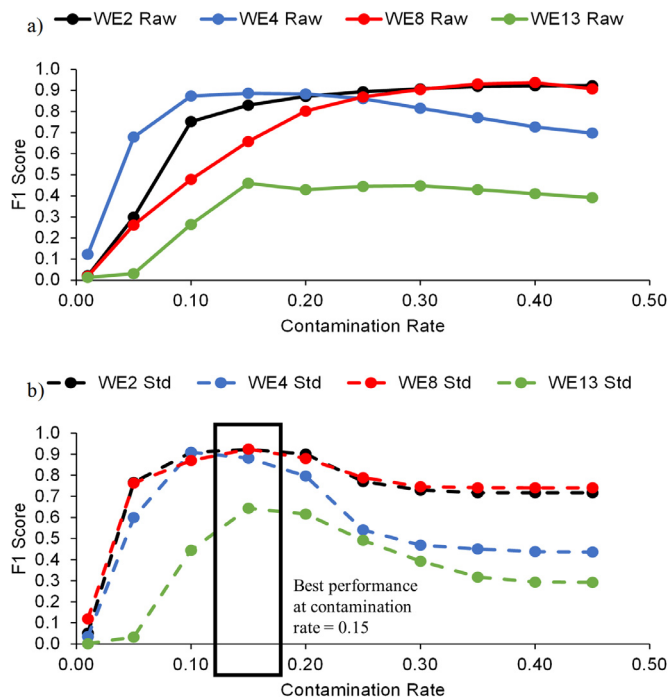 a)
WE2 Raw WE4 Raw WE8 Raw WE13 Raw
1.0
0.9
0.8
0.7
0.6
0.5
0.4
0.3
0.2
0.1
0.0
F1 Score
0.00 0.10 0.20 0.30 0.40 0.50
Contamination Rate
b)
WE2 Std WE4 Std WE8 Std WE13 Std
1.0
0.9
0.8
0.7
0.6
0.5
0.4
0.3
0.2
0.1
0.0
F1 Score
Best performance
at contamination
rate = 0.15
0.00 0.10 0.20 0.30 0.40 0.50
Contamination Rate